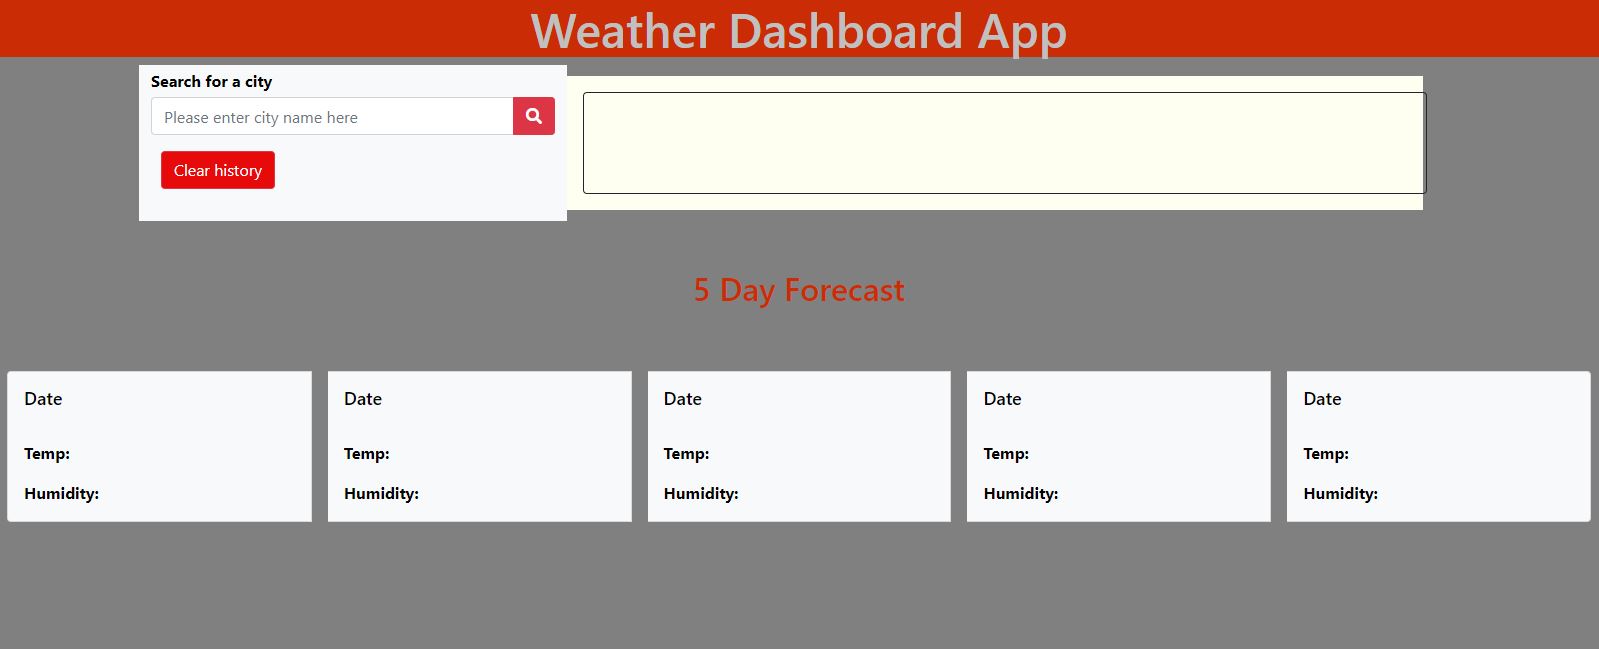 Weather Dashboard App
Search for a city
Please enter city name here
Clear history
5 Day Forecast
Date
Temp:
Humidity:
Date
Temp:
Humidity:
Date
Temp:
Humidity:
Date
Temp:
Humidity:
Date
Temp:
Humidity: